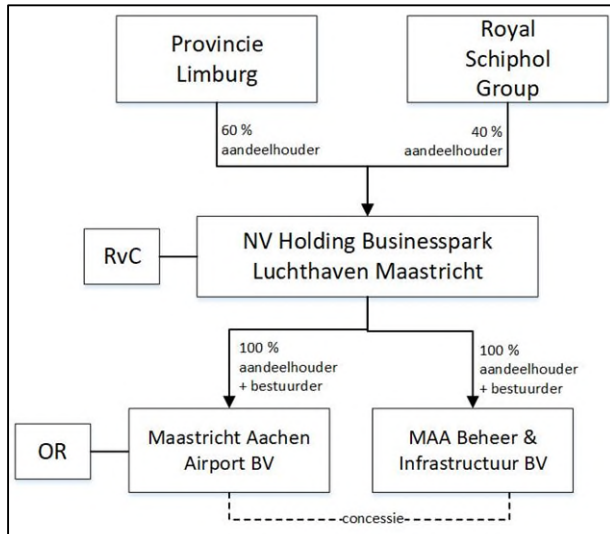 Provincie
Limburg
Royal
Schiphol
Group
60 %
aandeelhouder
40 %
aandeelhouder
RvC
NV Holding Businesspark
Luchthaven Maastricht
100 %
aandeelhouder
+ bestuurder
100 %
aandeelhouder
+ bestuurder
OR
Maastricht Aachen
Airport BV
MAA Beheer &
Infrastructuur BV
concessie